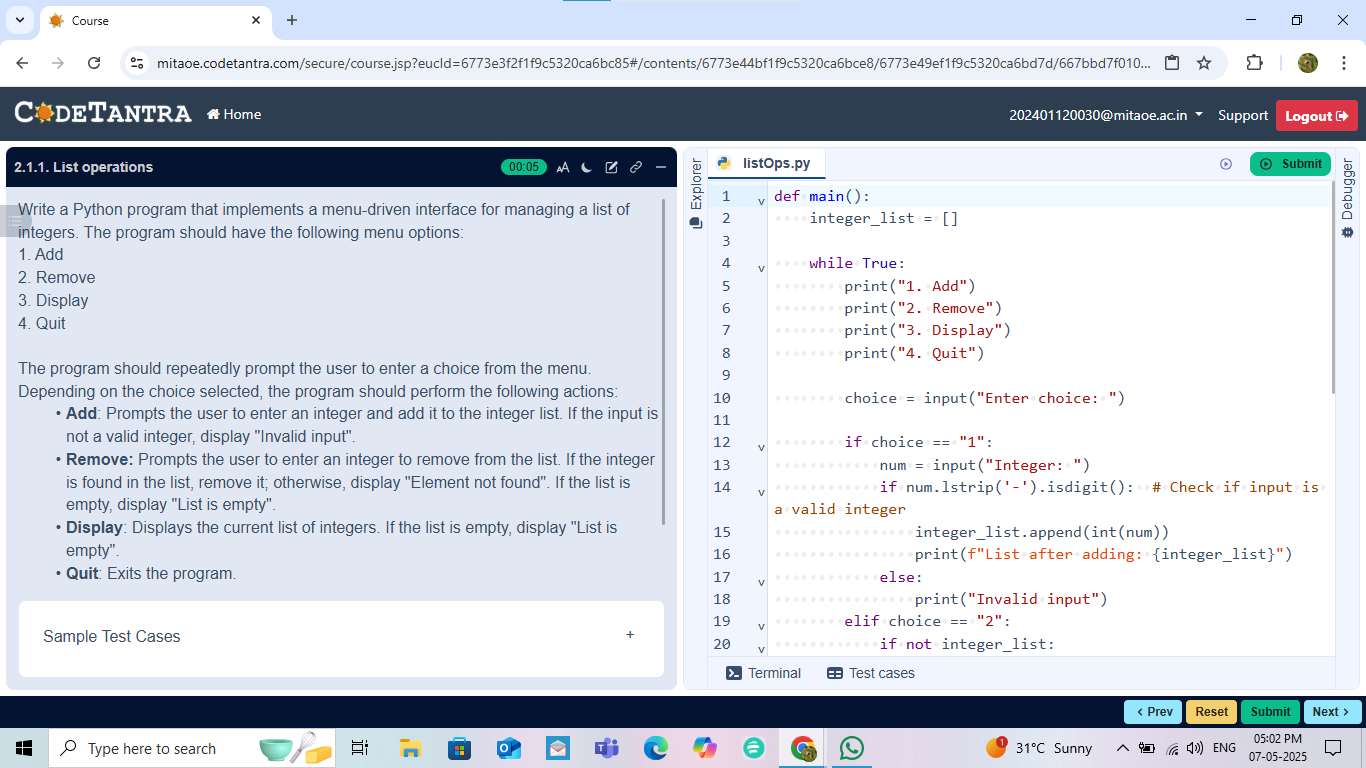 Course
mitaoe.codetantra.com/secure/course.jsp?eucId=6773e3f2f1f9c5320ca6bc85#/contents/6773e44bf1f9c5320ca6bce8/6773e49ef1f9c5320ca6bd7d/667bbd7f010...
CODETANTRA
Home
202401120030@mitaoe.ac.in
Support
Logout
2.1.1. List operations
00:05
AA
Write a Python program that implements a menu-driven interface for managing a list of
integers. The program should have the following menu options:
1. Add
2. Remove
3. Display
4. Quit
The program should repeatedly prompt the user to enter a choice from the menu.
Depending on the choice selected, the program should perform the following actions:
• Add: Prompts the user to enter an integer and add it to the integer list. If the input is
not a valid integer, display "Invalid input".
• Remove: Prompts the user to enter an integer to remove from the list. If the integer
is found in the list, remove it; otherwise, display "Element not found". If the list is
empty, display "List is empty".
• Display: Displays the current list of integers. If the list is empty, display "List is
empty".
• Quit: Exits the program.
Sample Test Cases
+
Explorer
listOps.py
Submit
Debugger
1 def main():
2 integer_list = []
3
4 while True:
5 print("1. Add")
6 print("2. Remove")
7 print("3. Display")
8 print("4. Quit")
9
10 choice = input("Enter choice: ")
11
12 if choice == "1":
13 num = input("Integer: ")
14 if num.lstrip('-').isdigit(): # Check if input is
a valid integer
15 integer_list.append(int(num))
16 print(f"List after adding: {integer_list}")
17 else:
18 print("Invalid input")
19 elif choice == "2":
20 if not integer_list:
Terminal
Test cases
< Prev
Reset
Submit
Next >
Type here to search
1
31°C Sunny
ENG
05:02 PM
07-05-2025